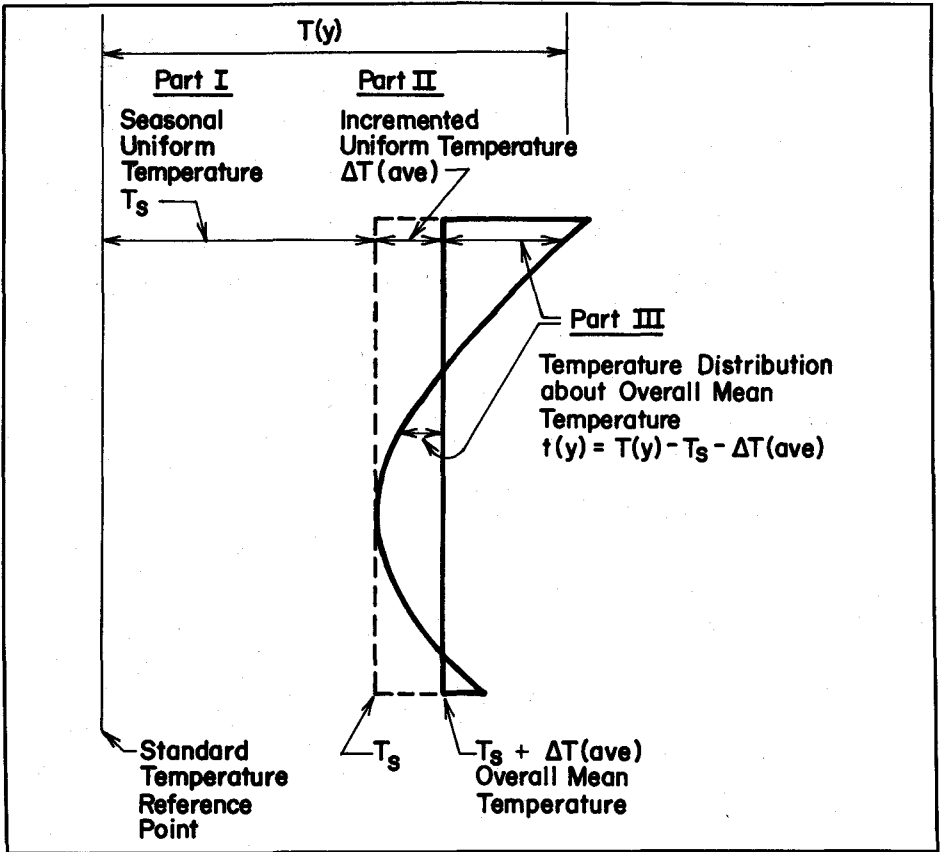 T(y)
Part I
Seasonal
Uniform
Temperature
Ts
Part II
Incremented
Uniform Temperature
ΔT(ave)
Part III
Temperature Distribution
about Overall Mean
Temperature
t(y) = T(y) - Ts - ΔT(ave)
Standard
Temperature
Reference
Point
Ts
Ts + ΔT(ave)
Overall Mean
Temperature